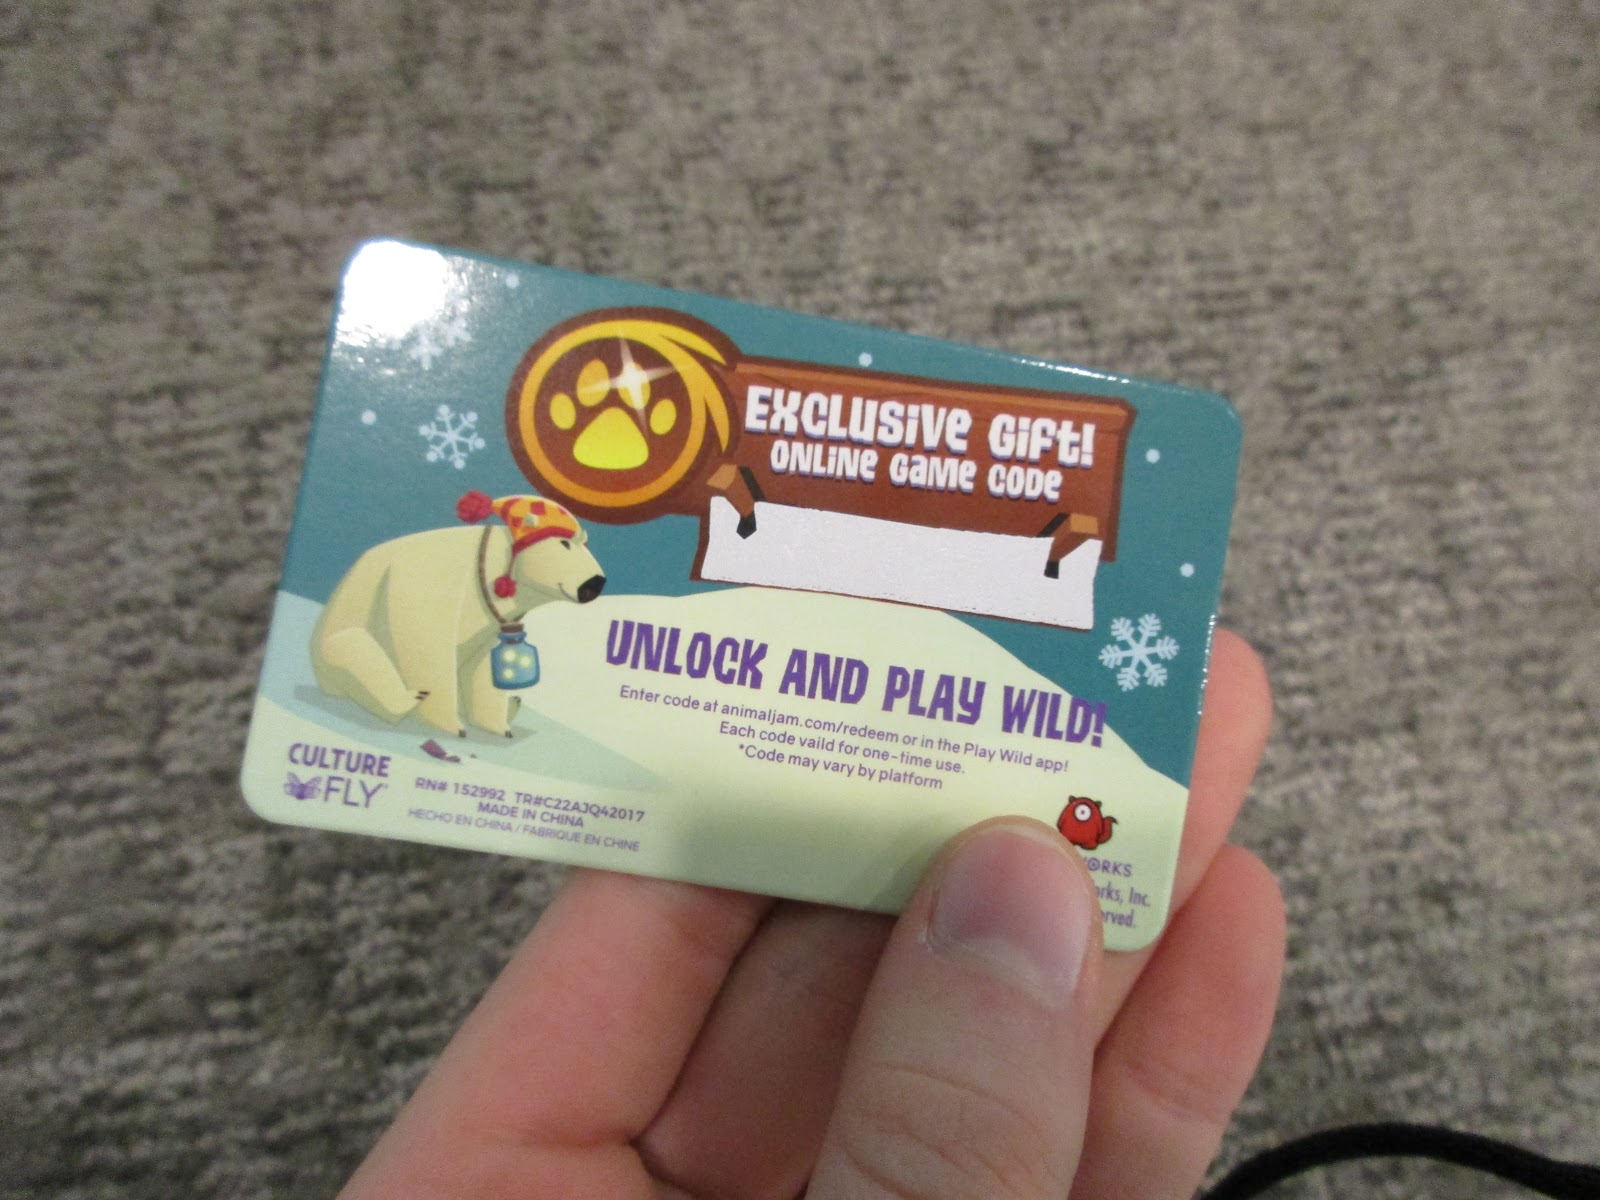 EXCLUSIVE GIFT!
ONLINE GAME CODE
UNLOCK AND PLAY WILD!
Enter code at animaljam.com/redeem or in the Play Wild app!
Each code vaild for one-time use.
*Code may vary by platform
CULTURE
FLY
RN# 152992 TR#C22AJQ42017
MADE IN CHINA
HECHO EN CHINA / FABRIQUE EN CHINE
Inc.